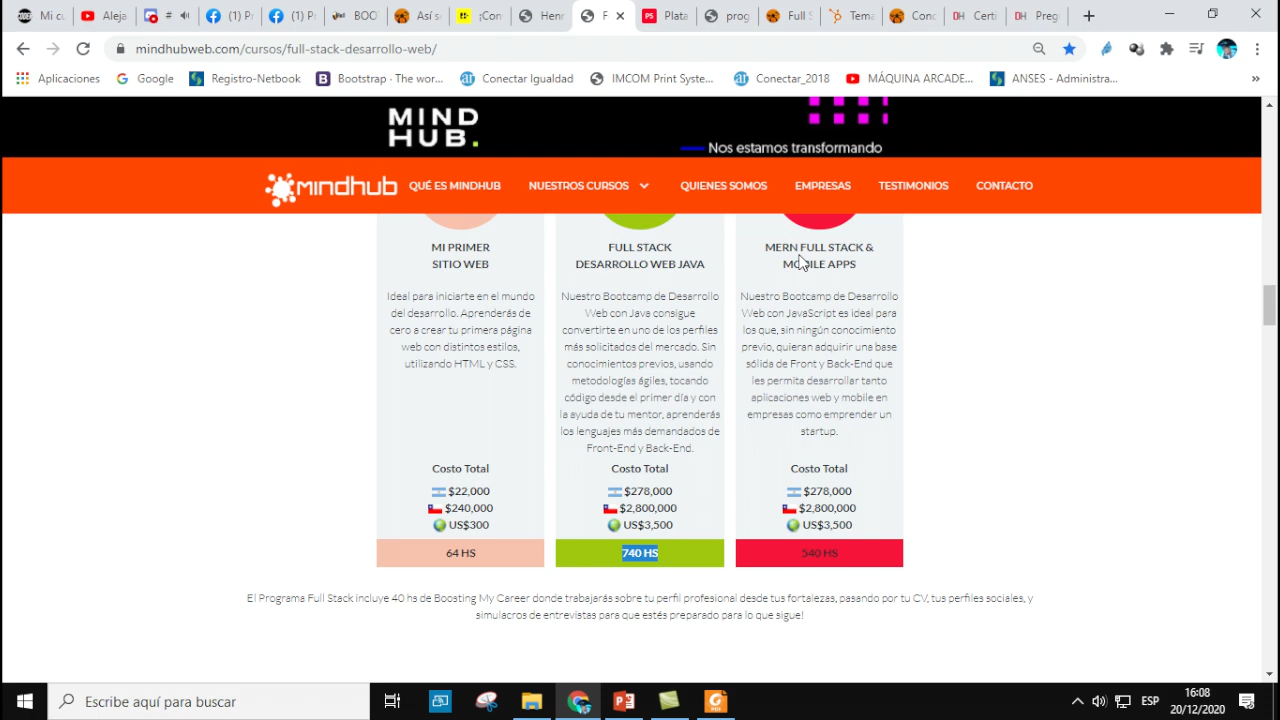 Mi cu
Aleja
#
(1) P
(1) P
BOO
Así s
¡Con
Henr
F
Plata
prog
Full S
Tema
Conc
Certi
Preg
mindhubweb.com/cursos/full-stack-desarrollo-web/
Aplicaciones
Google
Registro-Netbook
Bootstrap · The wor...
Conectar Igualdad
IMCOM Print Syste...
Conectar_2018
MÁQUINA ARCADE...
ANSES - Administra...
»
MIND
HUB.
Nos estamos transformando
mindhub
QUÉ ES MINDHUB
NUESTROS CURSOS
QUIENES SOMOS
EMPRESAS
TESTIMONIOS
CONTACTO
MI PRIMER
SITIO WEB
Ideal para iniciarte en el mundo
del desarrollo. Aprenderás de
cero a crear tu primera página
web con distintos estilos,
utilizando HTML y CSS.
Costo Total
$22,000
$240,000
US$300
64 HS
FULL STACK
DESARROLLO WEB JAVA
Nuestro Bootcamp de Desarrollo
Web con Java consigue
convertirte en uno de los perfiles
más solicitados del mercado. Sin
conocimientos previos, usando
metodologías ágiles, tocando
código desde el primer día y con
la ayuda de tu mentor, aprenderás
los lenguajes más demandados de
Front-End y Back-End.
Costo Total
$278,000
$2,800,000
US$3,500
740 HS
MERN FULL STACK &
MOBILE APPS
Nuestro Bootcamp de Desarrollo
Web con JavaScript es ideal para
los que, sin ningún conocimiento
previo, quieran adquirir una base
sólida de Front y Back-End que
les permita desarrollar tanto
aplicaciones web y mobile en
empresas como emprender un
startup.
Costo Total
$278,000
$2,800,000
US$3,500
540 HS
El Programa Full Stack incluye 40 hs de Boosting My Career donde trabajarás sobre tu perfil profesional desde tus fortalezas, pasando por tu CV, tus perfiles sociales, y
simulacros de entrevistas para que estés preparado para lo que sigue!
Escribe aquí para buscar
ESP
16:08
20/12/2020